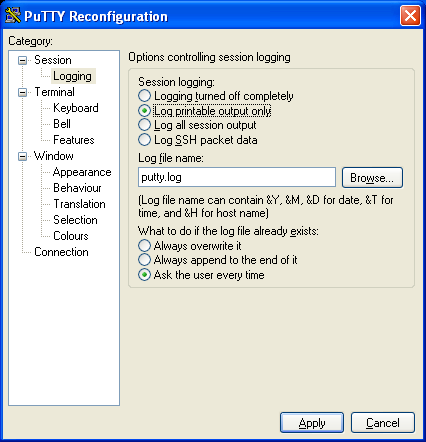 PuTTY Reconfiguration
Category:
Session
Logging
Terminal
Keyboard
Bell
Features
Window
Appearance
Behaviour
Translation
Selection
Colours
Connection
Options controlling session logging
Session logging:
Logging turned off completely
Log printable output only
Log all session output
Log SSH packet data
Log file name:
putty.log
Browse...
(Log file name can contain &Y, &M, &D for date, &T for
time, and &H for host name)
What to do if the log file already exists:
Always overwrite it
Always append to the end of it
Ask the user every time
Apply
Cancel